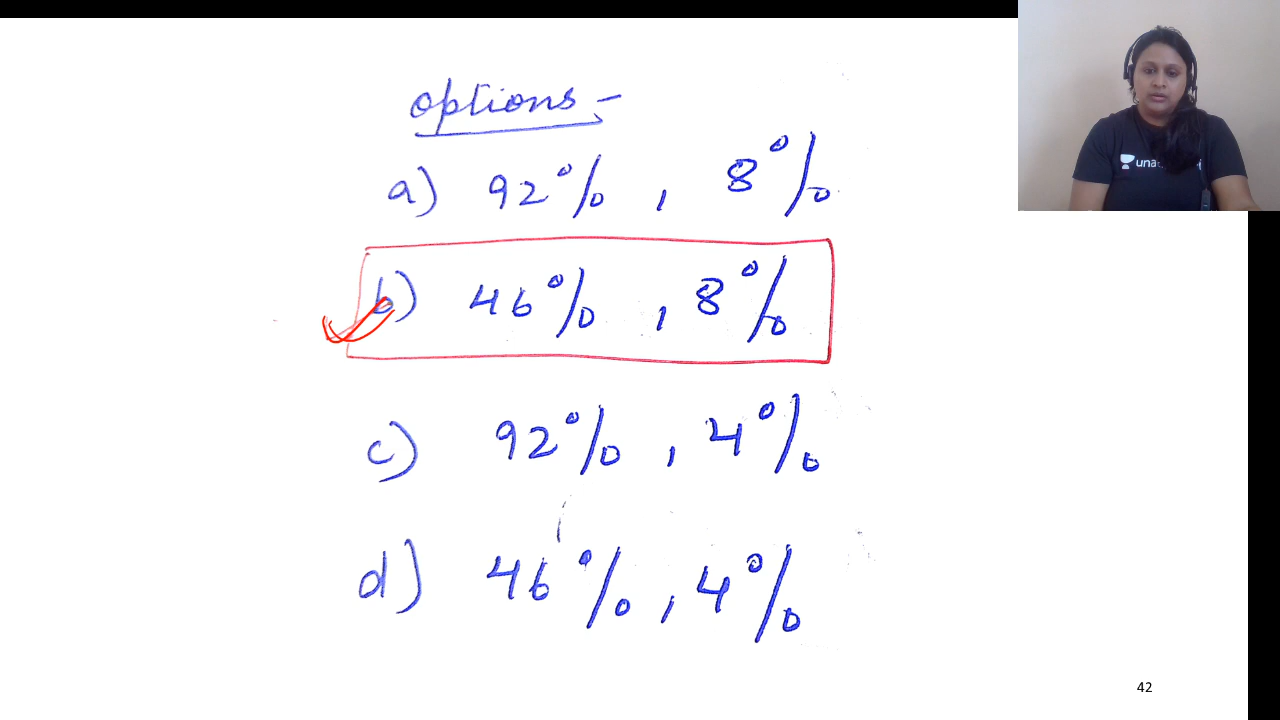 options -
a) 92% , 8%
b) 46% , 8%
c) 92% , 4%
d) 46% , 4%
42